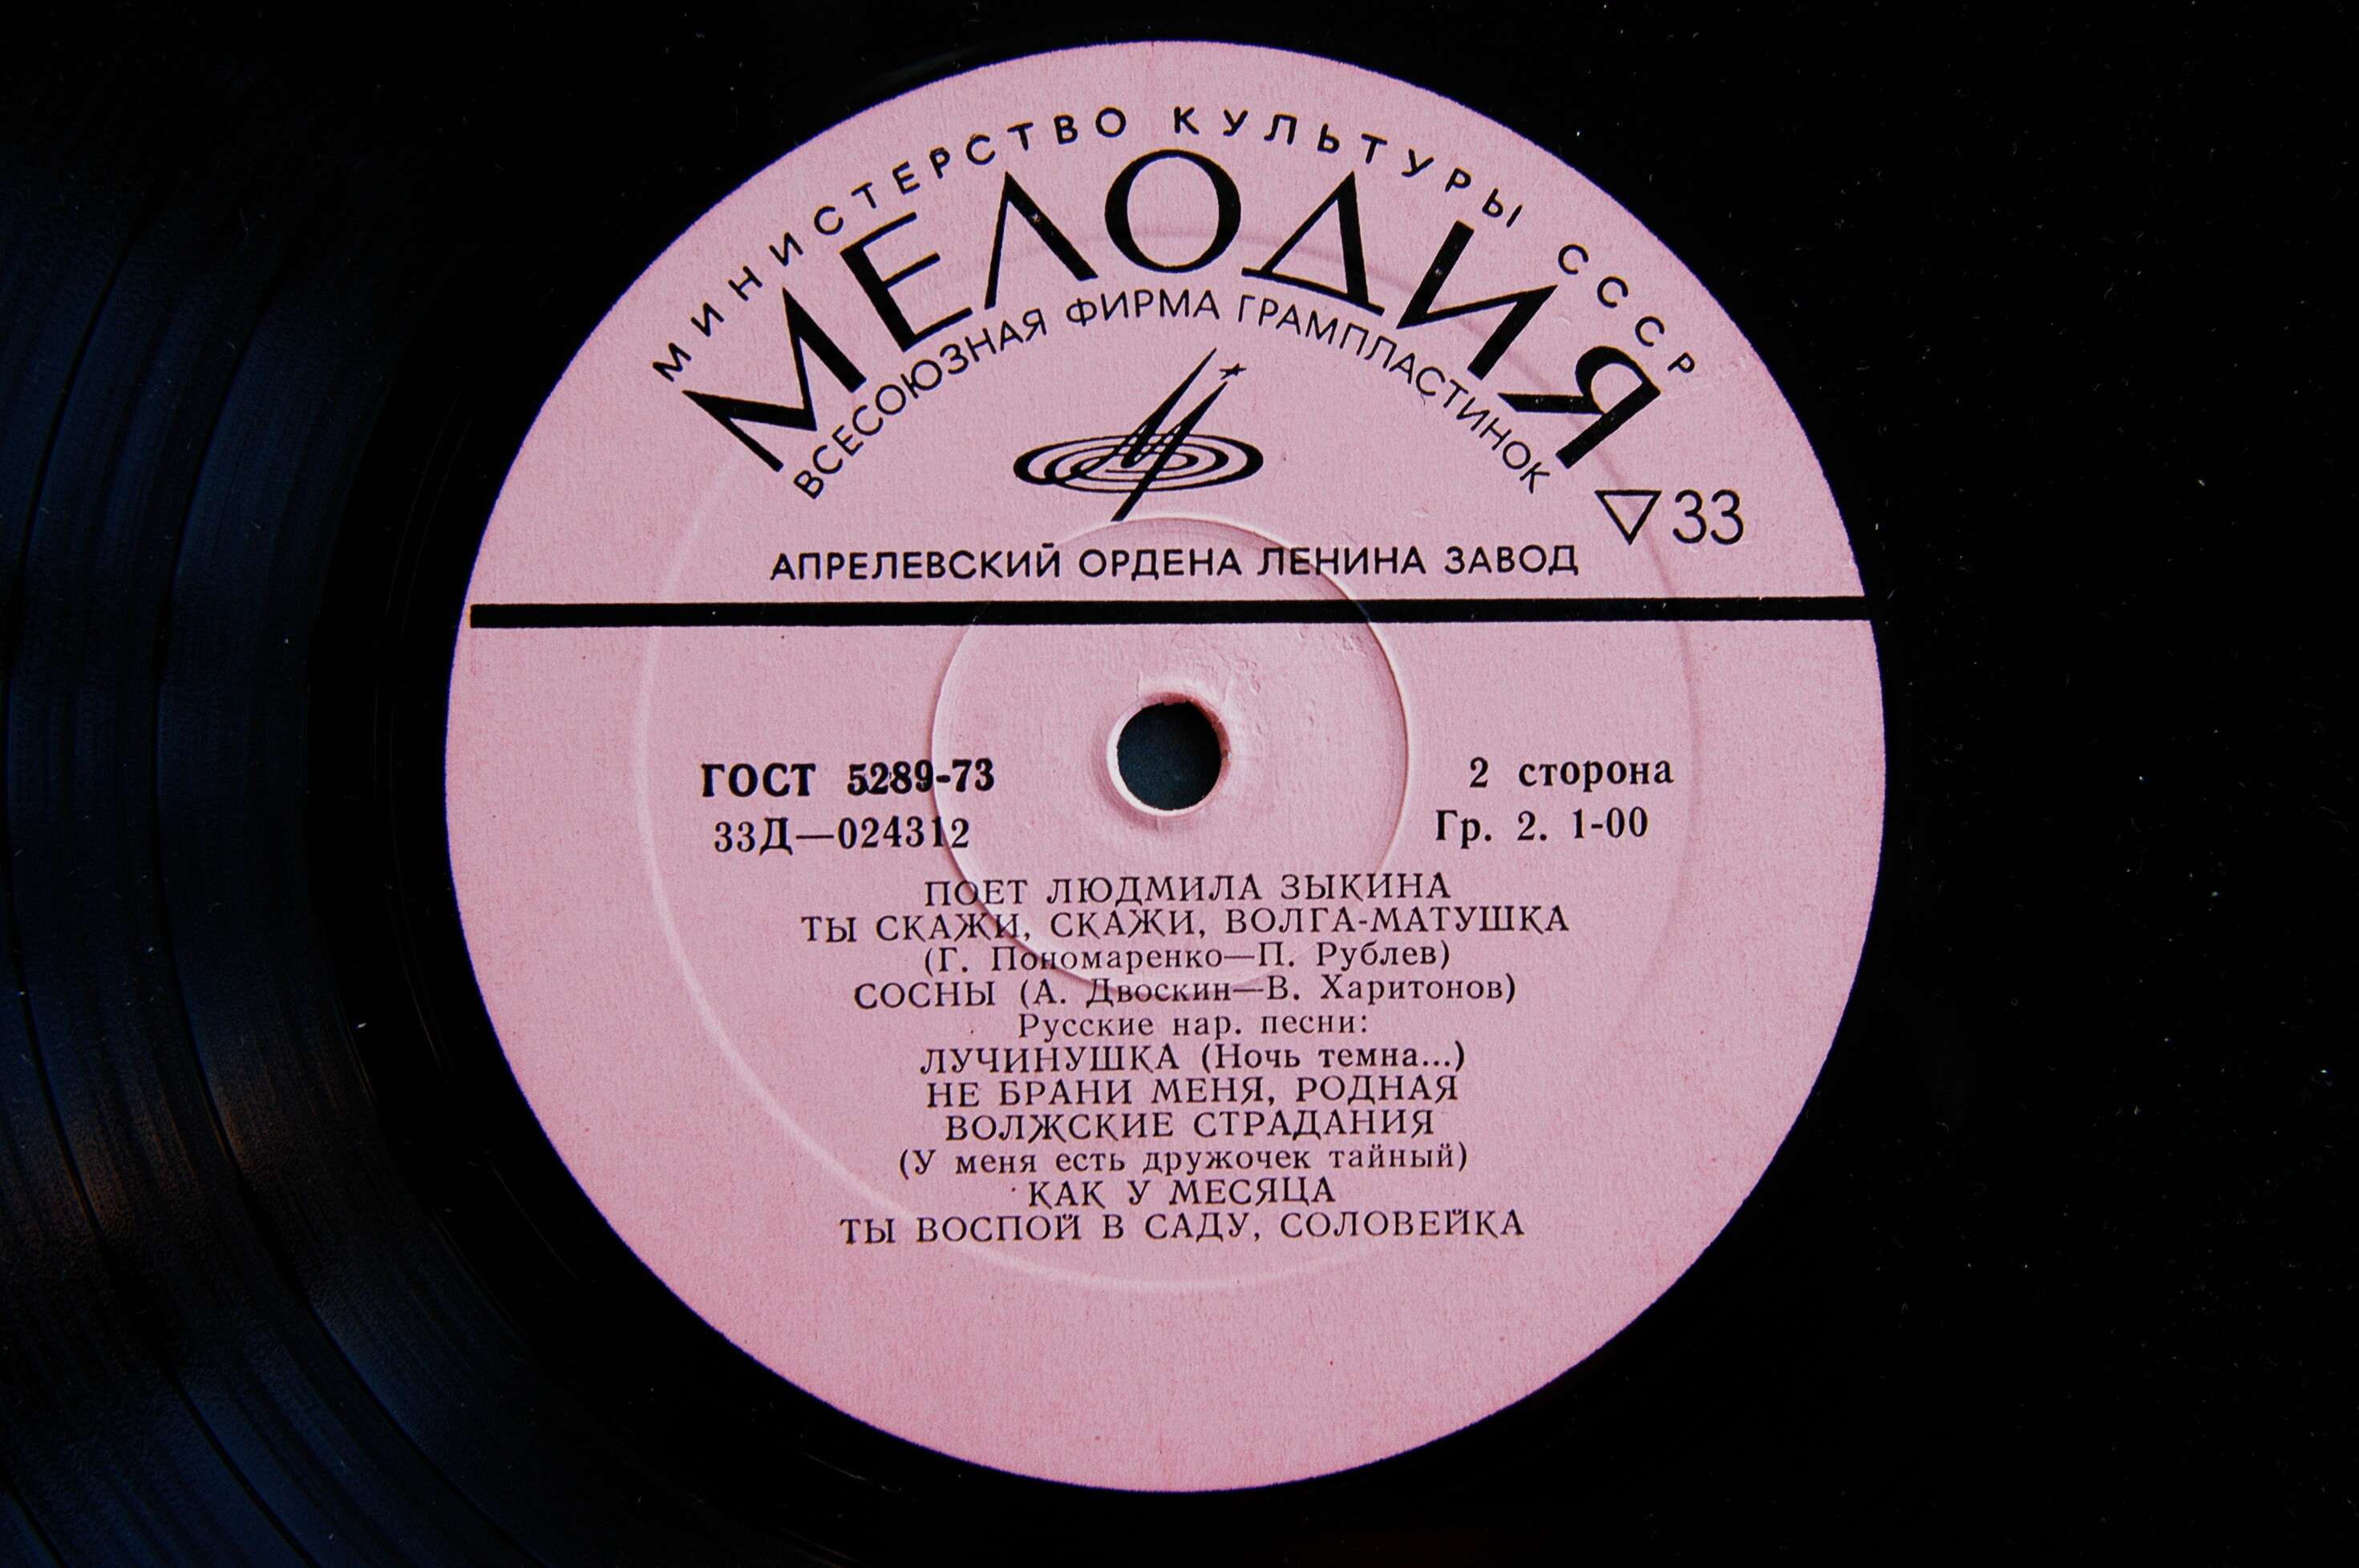 МИНИСТЕРСТВО КУЛЬТУРЫ СССР
МЕЛОДИЯ
ВСЕСОЮЗНАЯ ФИРМА ГРАМПЛАСТИНОК
▽33
АПРЕЛЕВСКИЙ ОРДЕНА ЛЕНИНА ЗАВОД
ГОСТ 5289-73
2 сторона
33Д—024312
Гр. 2. 1-00
ПОЕТ ЛЮДМИЛА ЗЫКИНА
ТЫ СКАЖИ, СКАЖИ, ВОЛГА-МАТУШКА
(Г. Пономаренко—П. Рублев)
СОСНЫ (А. Двоскин—В. Харитонов)
Русские нар. песни:
ЛУЧИНУШКА (Ночь темна...)
НЕ БРАНИ МЕНЯ, РОДНАЯ
ВОЛЖСКИЕ СТРАДАНИЯ
(У меня есть дружочек тайный)
КАК У МЕСЯЦА
ТЫ ВОСПОЙ В САДУ, СОЛОВЕЙКА